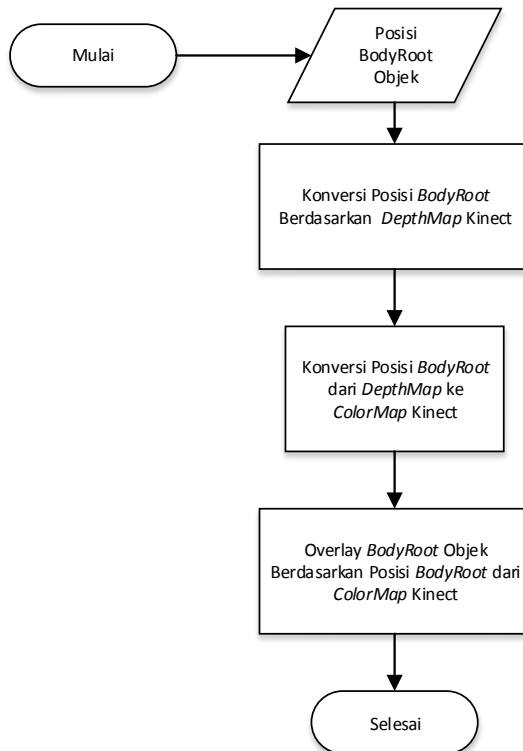 Mulai
Posisi
BodyRoot
Objek
Konversi Posisi BodyRoot
Berdasarkan DepthMap Kinect
Konversi Posisi BodyRoot
dari DepthMap ke
ColorMap Kinect
Overlay BodyRoot Objek
Berdasarkan Posisi BodyRoot dari
ColorMap Kinect
Selesai